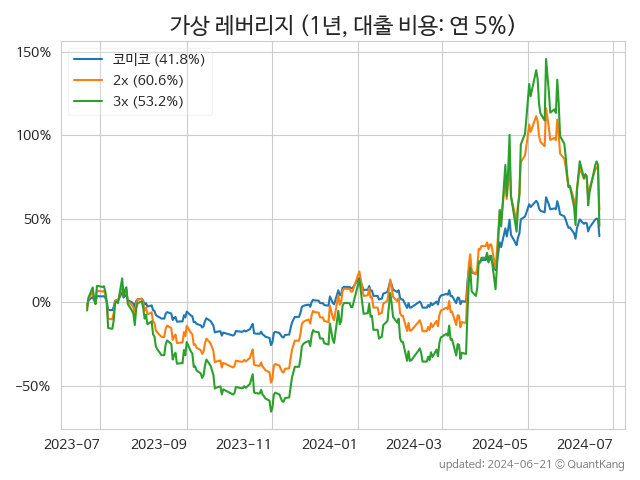 가상 레버리지 (1년, 대출 비용: 연 5%)
150%
100%
50%
0%
−50%
코미코 (41.8%)
2x (60.6%)
3x (53.2%)
2023-07
2023-09
2023-11
2024-01
2024-03
2024-05
2024-07
updated: 2024-06-21 © QuantKang